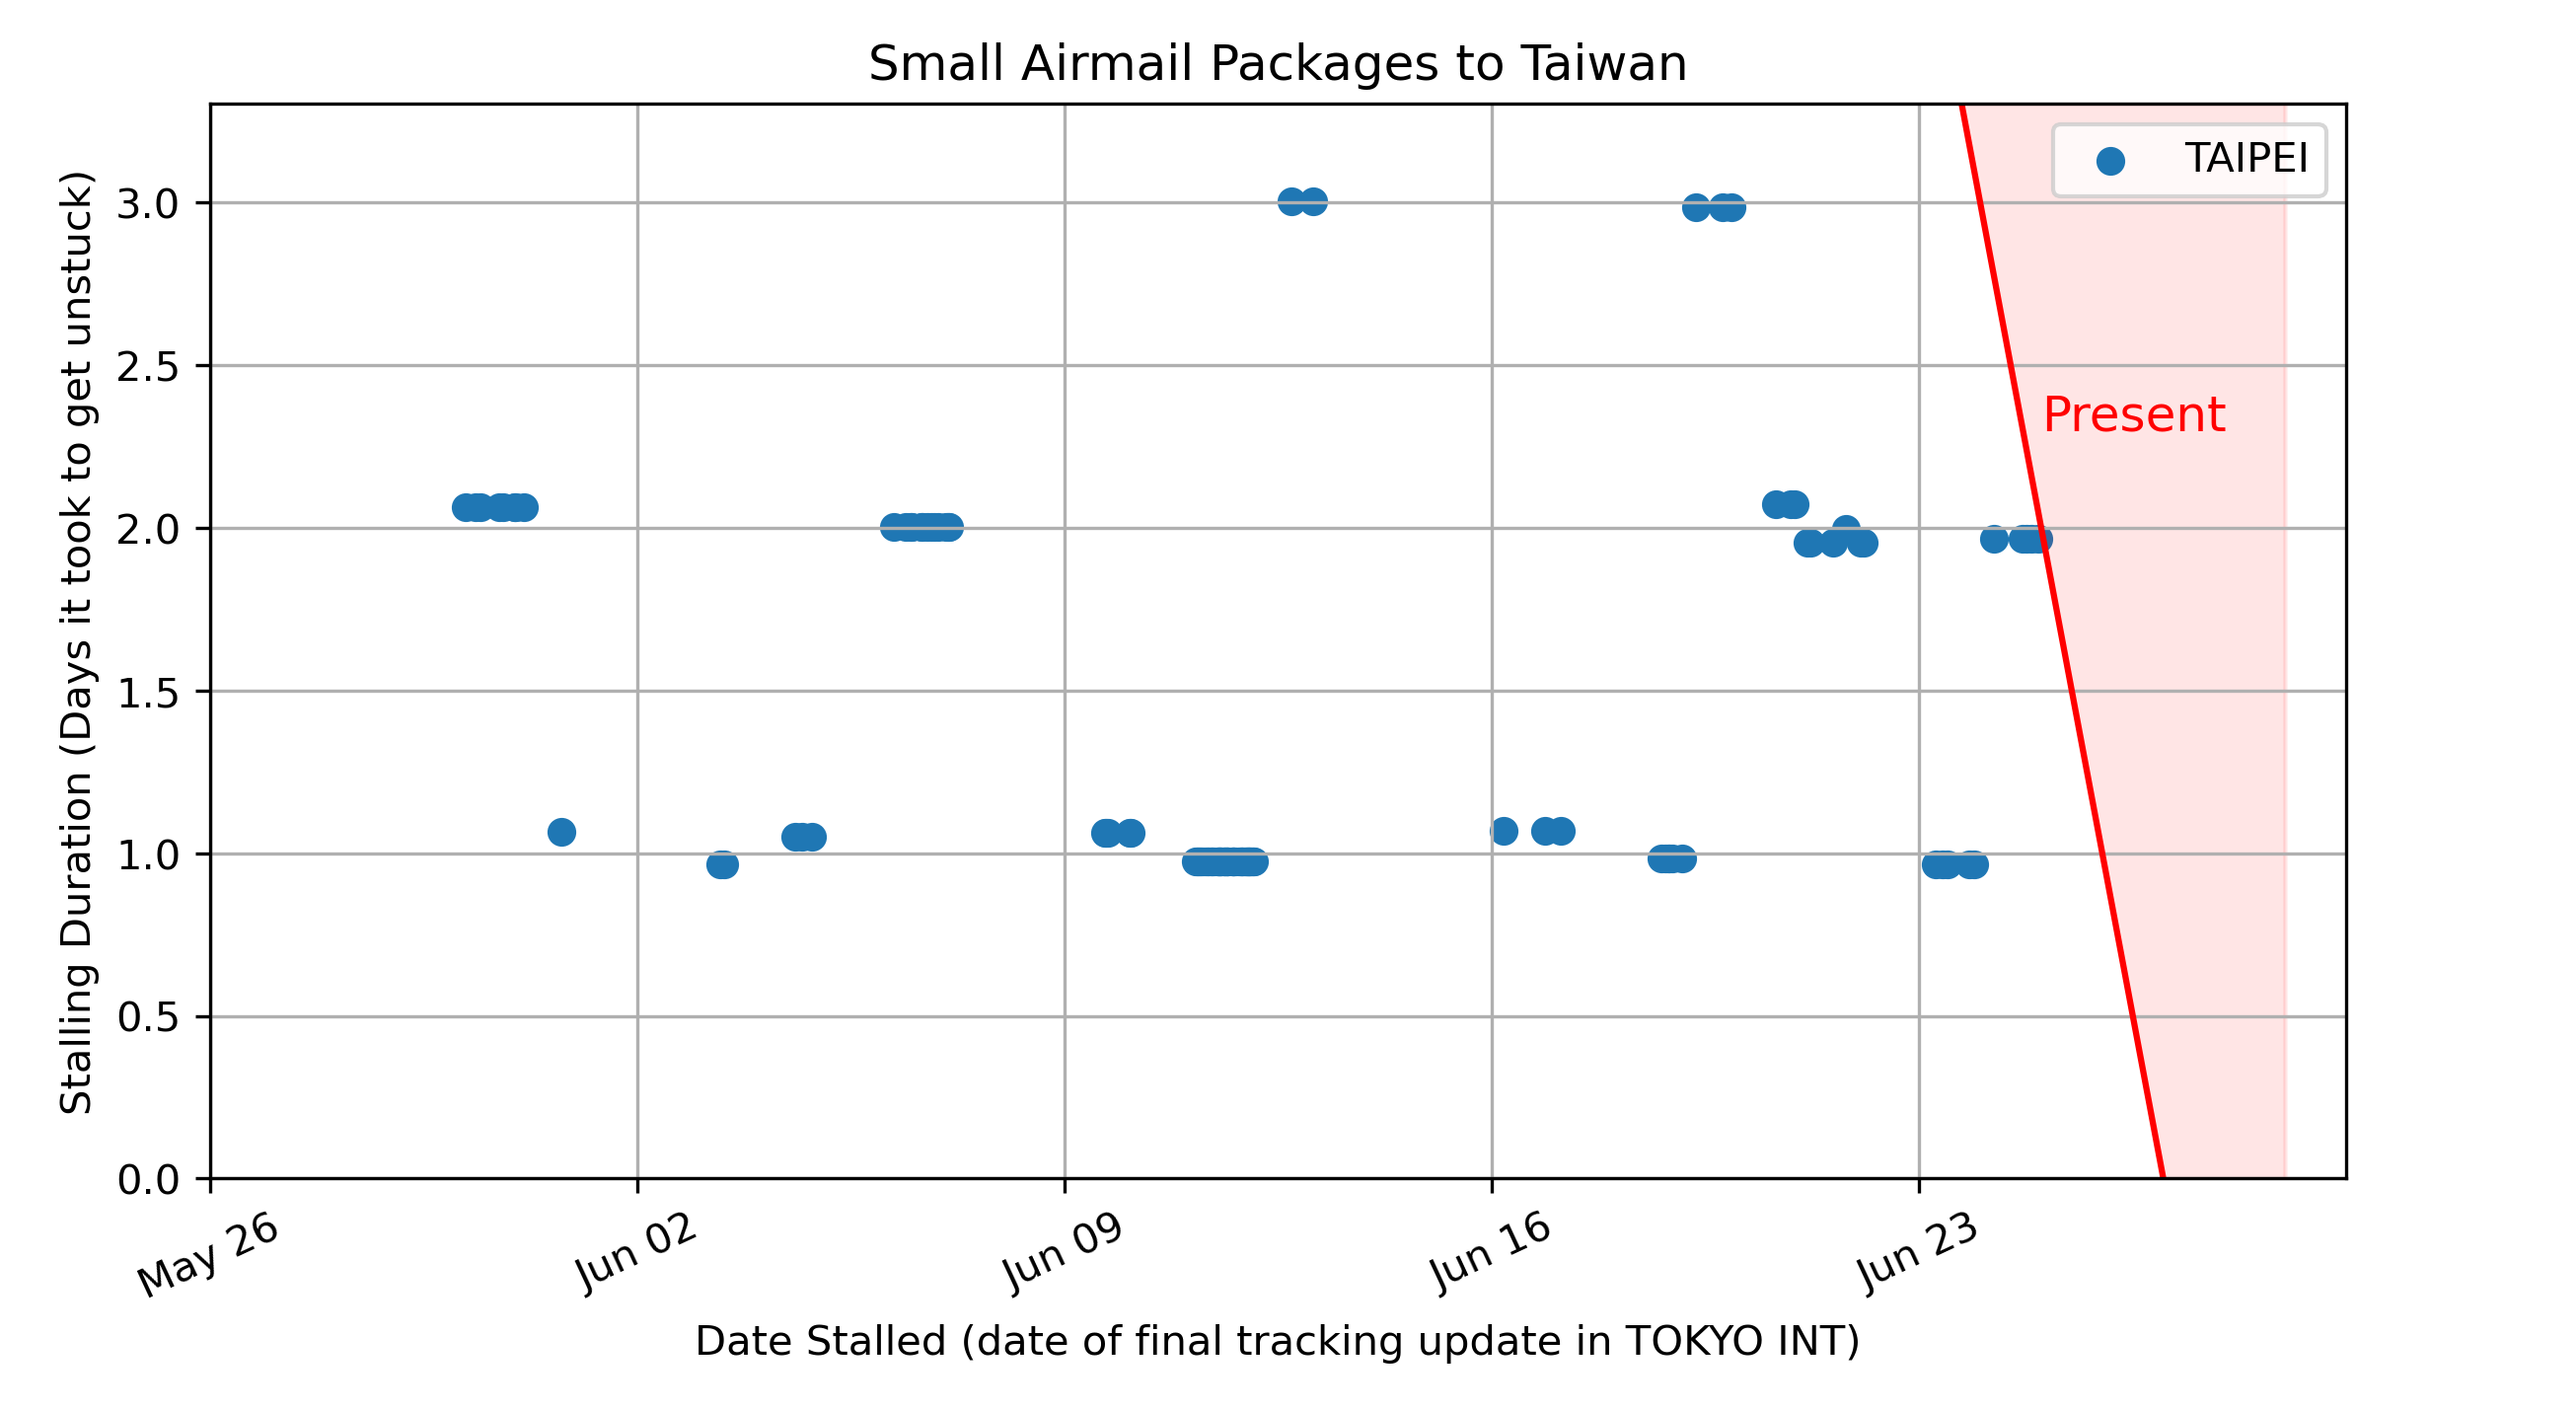 Small Airmail Packages to Taiwan
TAIPEI
Present
Stalling Duration (Days it took to get unstuck)
3.0
2.5
2.0
1.5
1.0
0.5
0.0
May 26
Jun 02
Jun 09
Jun 16
Jun 23
Date Stalled (date of final tracking update in TOKYO INT)